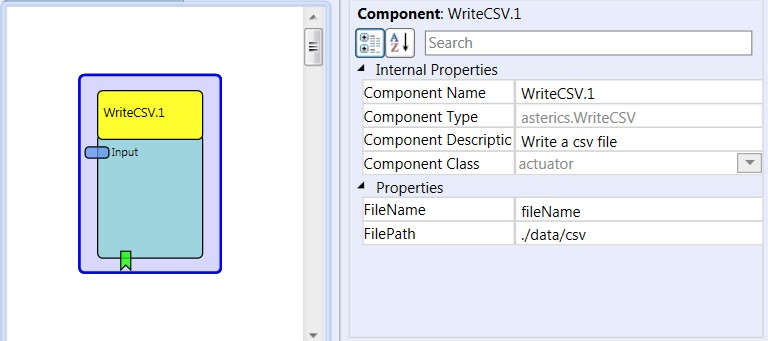 WriteCSV.1
Input
Component: WriteCSV.1
A Z Search
Internal Properties
Component Name WriteCSV.1
Component Type asterics.WriteCSV
Component Descriptio Write a csv file
Component Class actuator
Properties
FileName fileName
FilePath ./data/csv